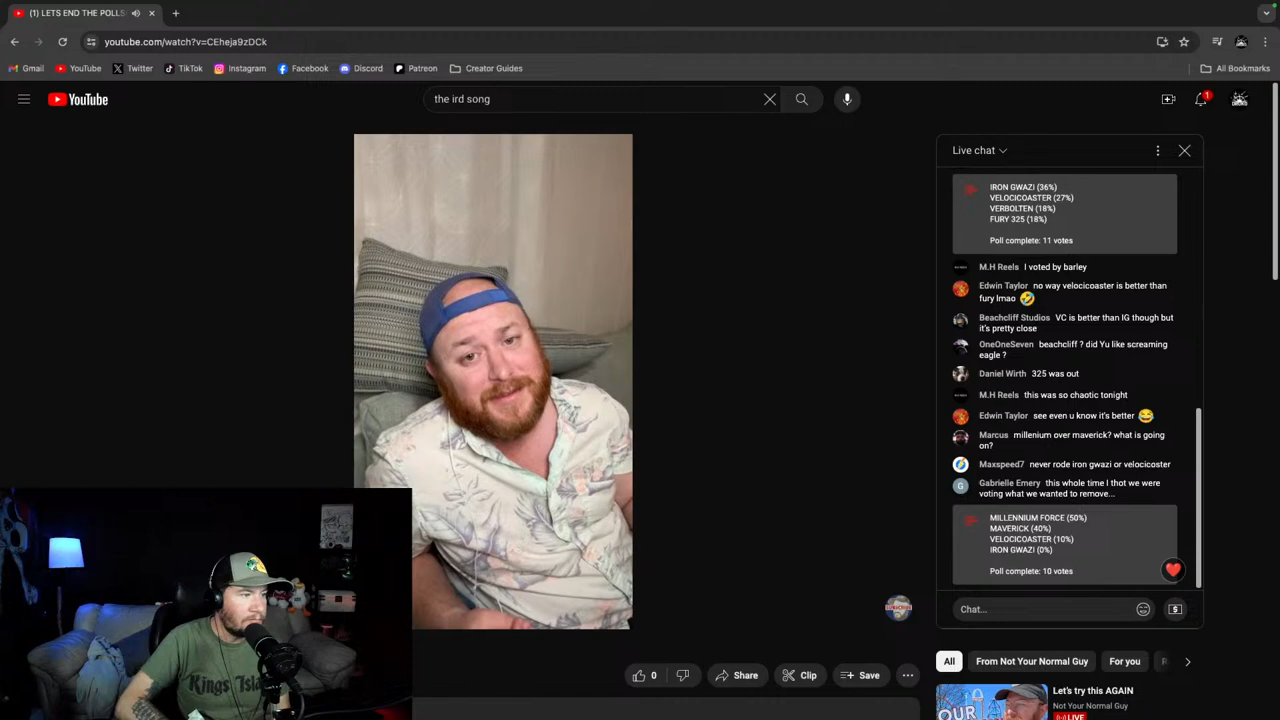 (1) LETS END THE POLLS
youtube.com/watch?v=CEheja9zDCk
Gmail YouTube Twitter TikTok Instagram Facebook Discord Patreon Creator Guides All Bookmarks
YouTube
the ird song
1
Live chat
IRON GWAZI (36%)
VELOCICOASTER (27%)
VERBOLTEN (18%)
FURY 325 (18%)
Poll complete: 11 votes
M.H Reels I voted by barley
Edwin Taylor no way velocicoaster is better than
fury lmao 🤣
Beachcliff Studios VC is better than IG though but
it's pretty close
OneOneSeven beachcliff ? did Yu like screaming
eagle ?
Daniel Wirth 325 was out
M.H Reels this was so chaotic tonight
Edwin Taylor see even u know it's better 😂
Marcus millenium over maverick? what is going
on?
Maxspeed7 never rode iron gwazi or velocicoster
G Gabrielle Emery this whole time I thot we were
voting what we wanted to remove...
MILLENNIUM FORCE (50%)
MAVERICK (40%)
VELOCICOASTER (10%)
IRON GWAZI (0%)
Poll complete: 10 votes
Chat...
SUBSCRIBE
0 Share Clip Save
All From Not Your Normal Guy For you
Let's try this AGAIN
Not Your Normal Guy
LIVE
OUR
Kings Isla